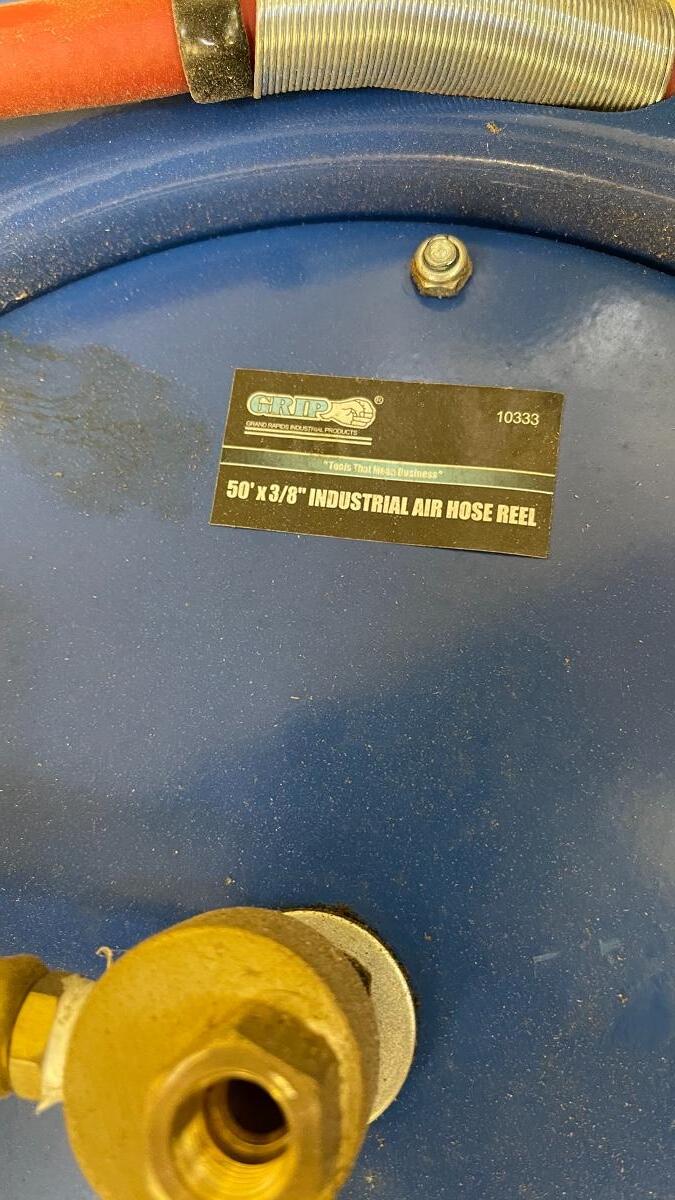 GRIP®
10333
GRAND RAPIDS INDUSTRIAL PRODUCTS
"Tools That Mean Business"
50' x 3/8" INDUSTRIAL AIR HOSE REEL